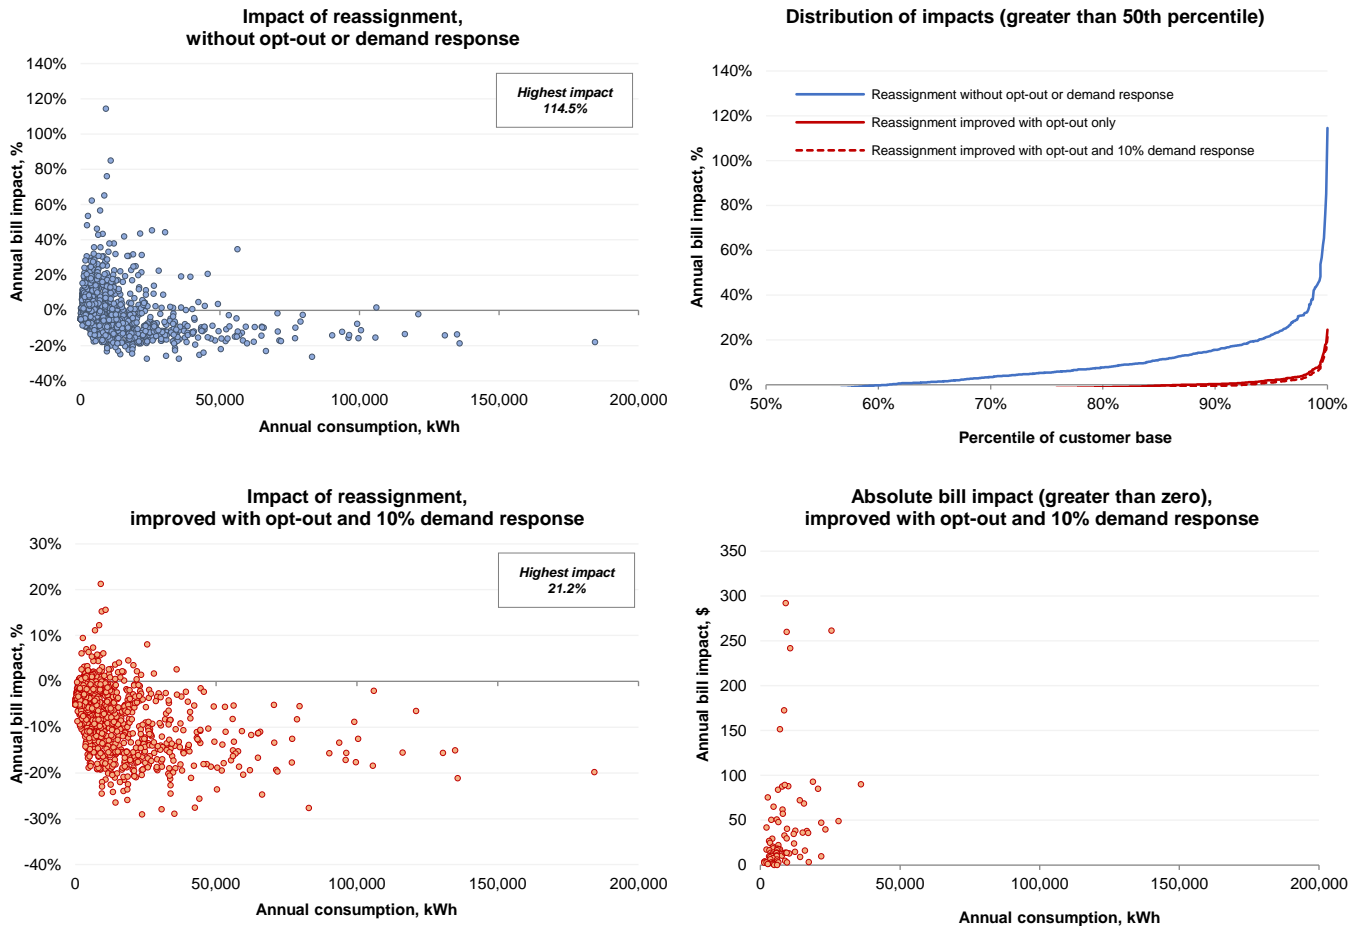 Impact of reassignment,
without opt-out or demand response
140%
120%
100%
80%
60%
40%
20%
0%
-20%
-40%
Annual bill impact, %
Highest impact
114.5%
0
50,000
100,000
150,000
200,000
Annual consumption, kWh
Distribution of impacts (greater than 50th percentile)
140%
120%
100%
80%
60%
40%
20%
0%
Annual bill impact, %
Reassignment without opt-out or demand response
Reassignment improved with opt-out only
Reassignment improved with opt-out and 10% demand response
50%
60%
70%
80%
90%
100%
Percentile of customer base
Impact of reassignment,
improved with opt-out and 10% demand response
30%
20%
10%
0%
-10%
-20%
-30%
-40%
Annual bill impact, %
Highest impact
21.2%
0
50,000
100,000
150,000
200,000
Annual consumption, kWh
Absolute bill impact (greater than zero),
improved with opt-out and 10% demand response
350
300
250
200
150
100
50
0
Annual bill impact, $
0
50,000
100,000
150,000
200,000
Annual consumption, kWh